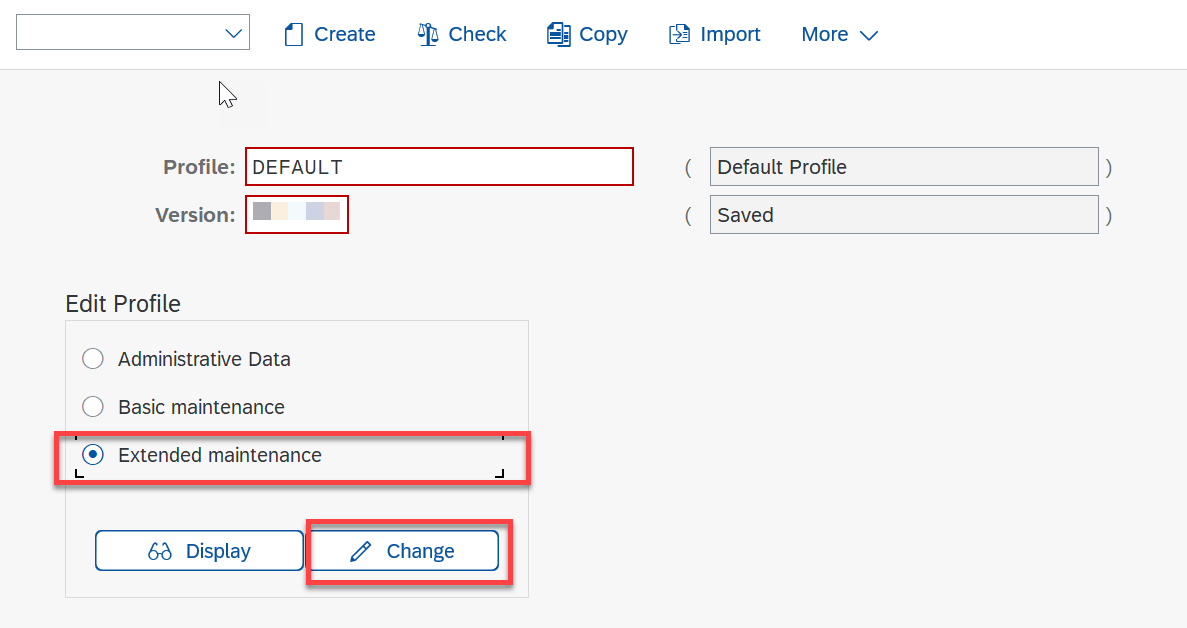 Create Check Copy Import More
Profile: DEFAULT ( Default Profile )
Version: ( Saved )
Edit Profile
Administrative Data
Basic maintenance
Extended maintenance
Display Change